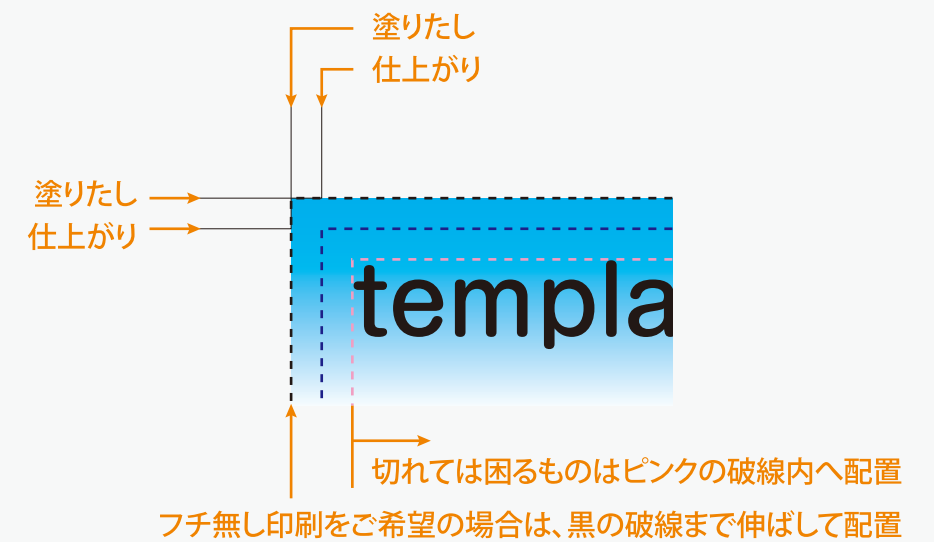 塗りたし
仕上がり
塗りたし
仕上がり
templa
切れては困るものはピンクの破線内へ配置
フチ無し印刷をご希望の場合は、黒の破線まで伸ばして配置